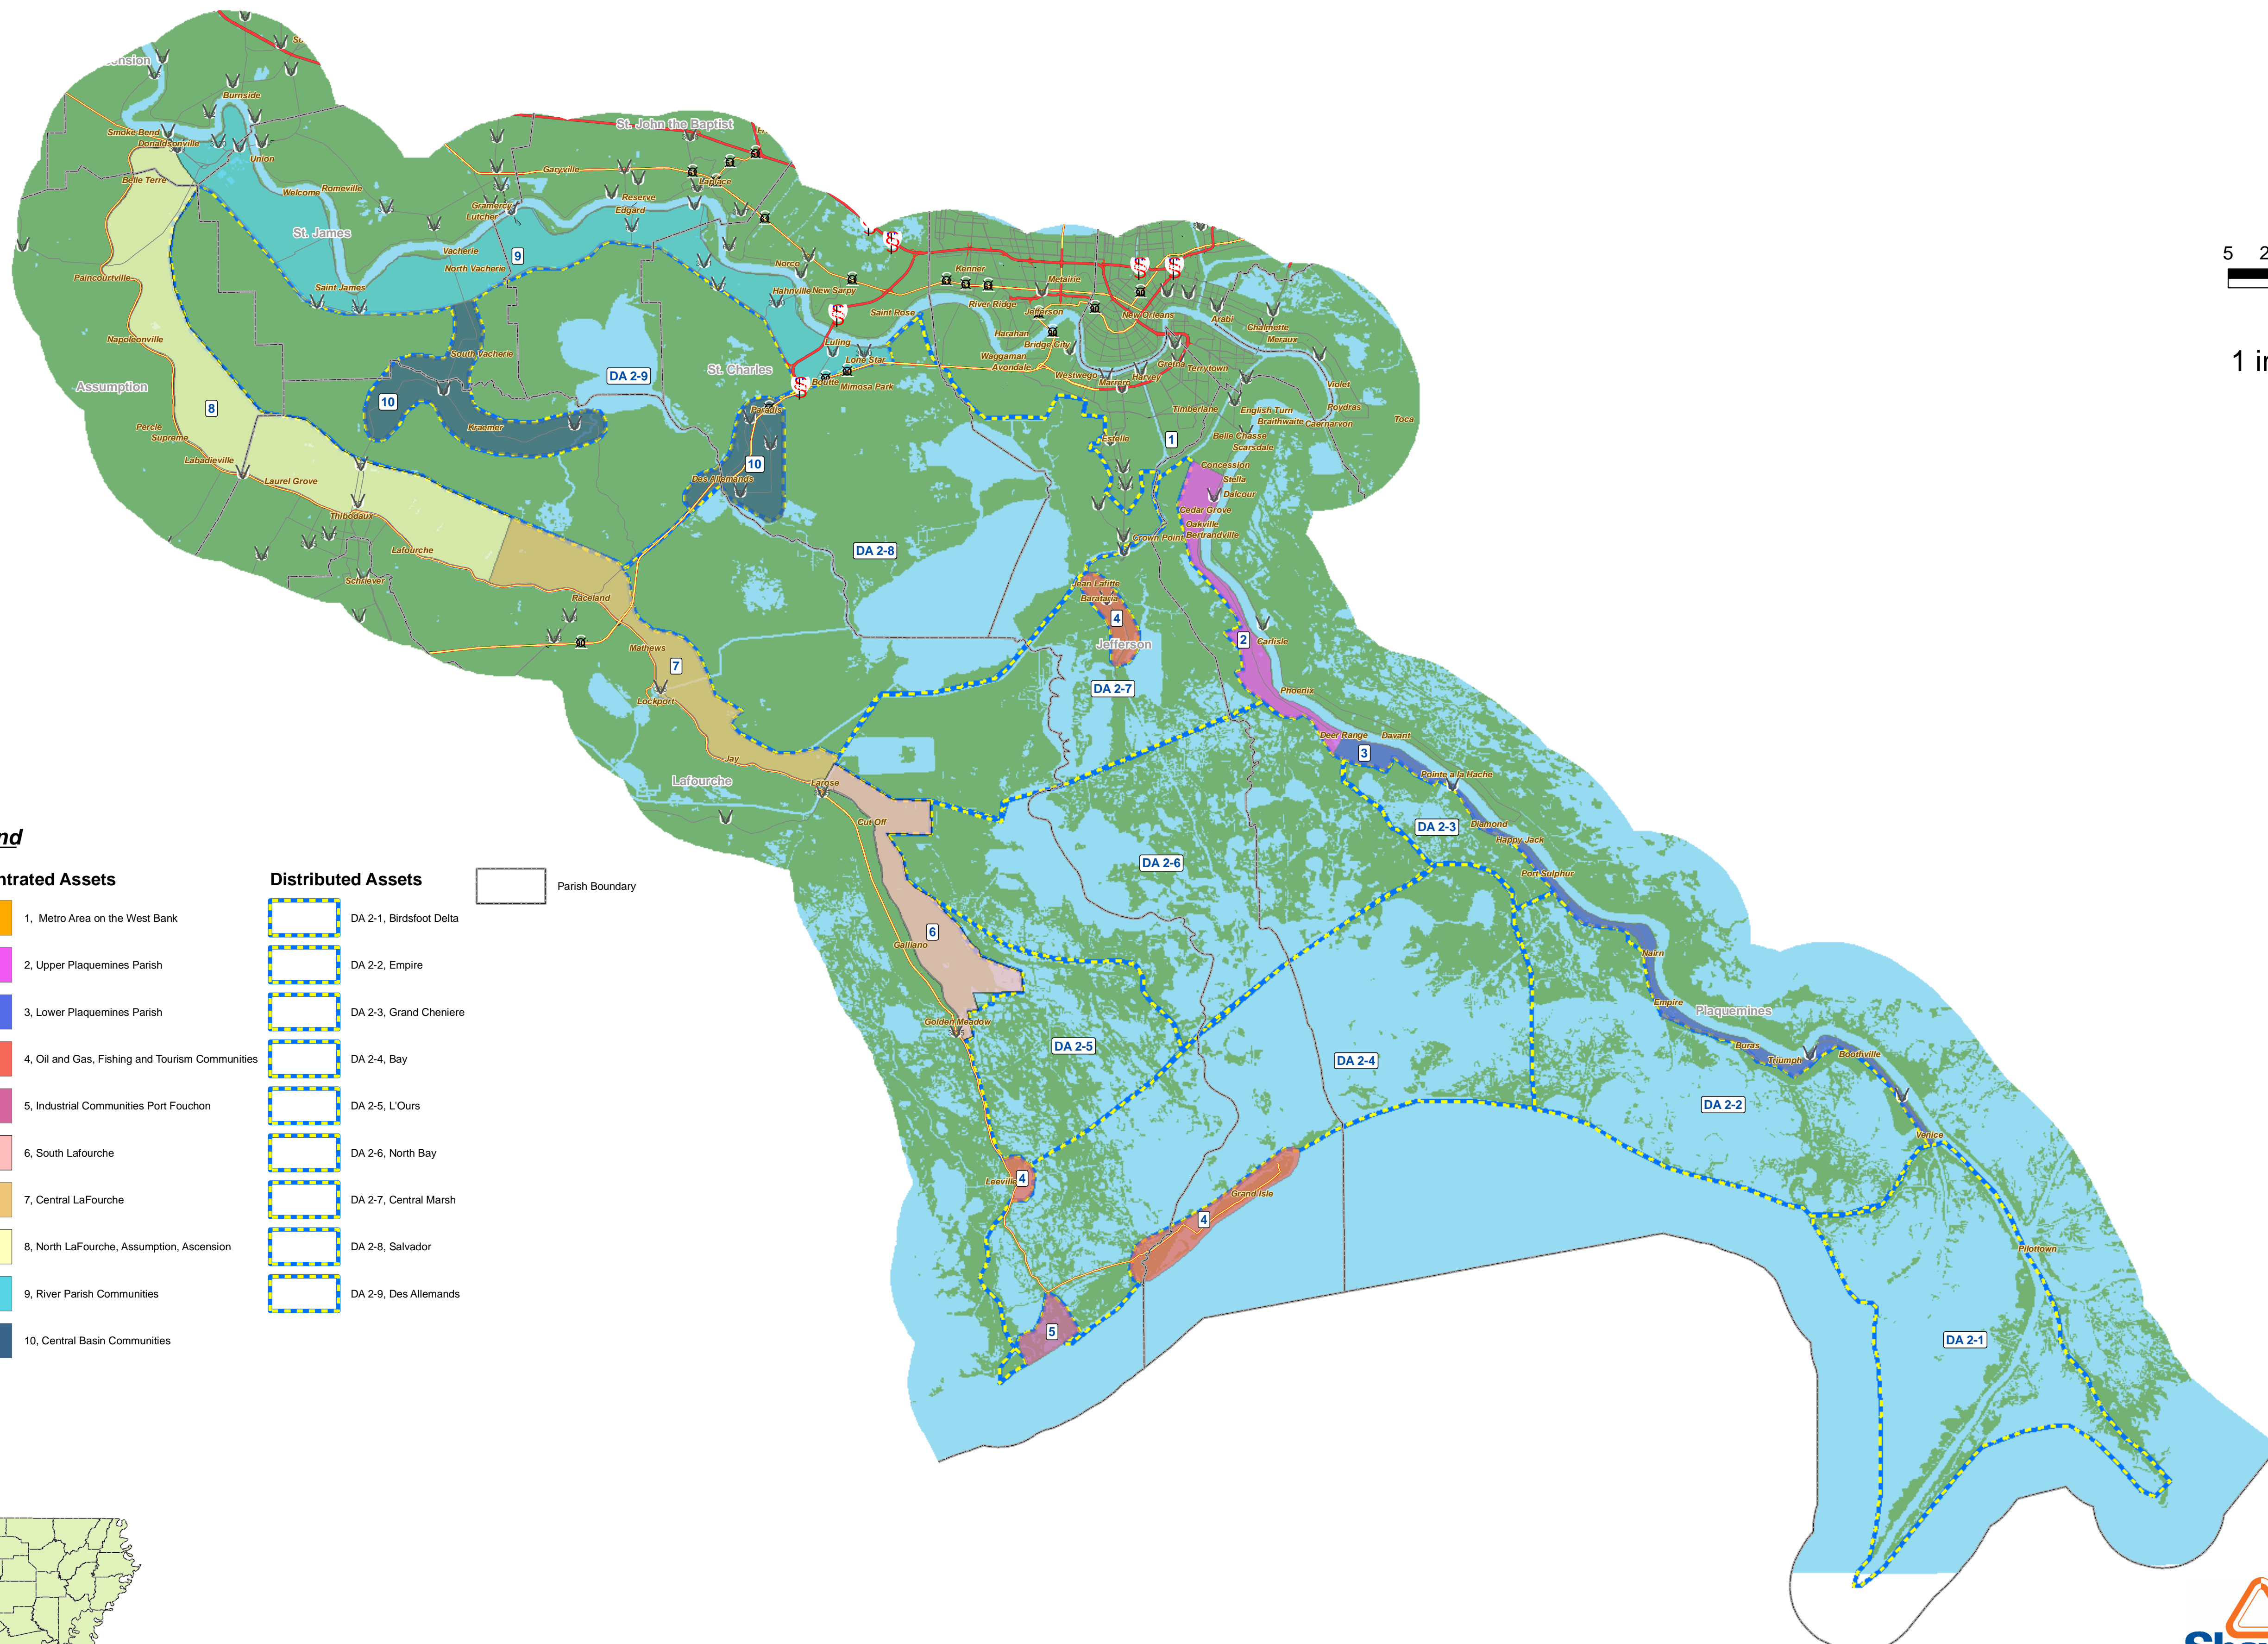 ension
Burnside
Smoke Bend
Donaldsonville
Union
Belle Terre
Welcome
Romeville
St. James
Saint James
Paincourtville
Napoleonville
Assumption
8
Percle
Supreme
Labadieville
Laurel Grove
Thibodaux
Lafourche
Schriever
St. John the Baptist
Garyville
Laplace
Reserve
Edgard
Gramercy
Lutcher
Vacherie
9
North Vacherie
South Vacherie
10
Kraemer
DA 2-9
Norco
Hahnville
New Sarpy
Saint Rose
Luling
Lone Star
St. Charles
Boutte
Mimosa Park
Paradis
10
Des Allemands
Kenner
Metairie
River Ridge
Jefferson
New Orleans
Arabi
Chalmette
Meraux
Harahan
Bridge City
Waggaman
Avondale
Westwego
Marrero
Harvey
Gretna
Terrytown
Violet
Poydras
Toca
Timberlane
English Turn
Braithwaite
Caernarvon
Estelle
1
Belle Chasse
Scarsdale
Concession
Stella
Dalcour
Cedar Grove
Oakville
Crown Point
Bertrandville
DA 2-8
Jean Lafitte
Barataria
4
Jefferson
2
Carlisle
DA 2-7
Phoenix
Raceland
Mathews
7
Lockport
Jay
Larose
Lafourche
Cut Off
Deer Range
Davant
3
Pointe a la Hache
DA 2-3
Diamond
Happy Jack
Port Sulphur
DA 2-6
6
Galliano
Nairn
Empire
Plaquemines
Golden Meadow
DA 2-5
DA 2-4
Buras
Triumph
Boothville
DA 2-2
Venice
Leeville
4
Grand Isle
4
Pilottown
5
DA 2-1
5
1 in
nd
ntrated Assets
1, Metro Area on the West Bank
2, Upper Plaquemines Parish
3, Lower Plaquemines Parish
4, Oil and Gas, Fishing and Tourism Communities
5, Industrial Communities Port Fouchon
6, South Lafourche
7, Central LaFourche
8, North LaFourche, Assumption, Ascension
9, River Parish Communities
10, Central Basin Communities
Distributed Assets
DA 2-1, Birdsfoot Delta
DA 2-2, Empire
DA 2-3, Grand Cheniere
DA 2-4, Bay
DA 2-5, L'Ours
DA 2-6, North Bay
DA 2-7, Central Marsh
DA 2-8, Salvador
DA 2-9, Des Allemands
Parish Boundary